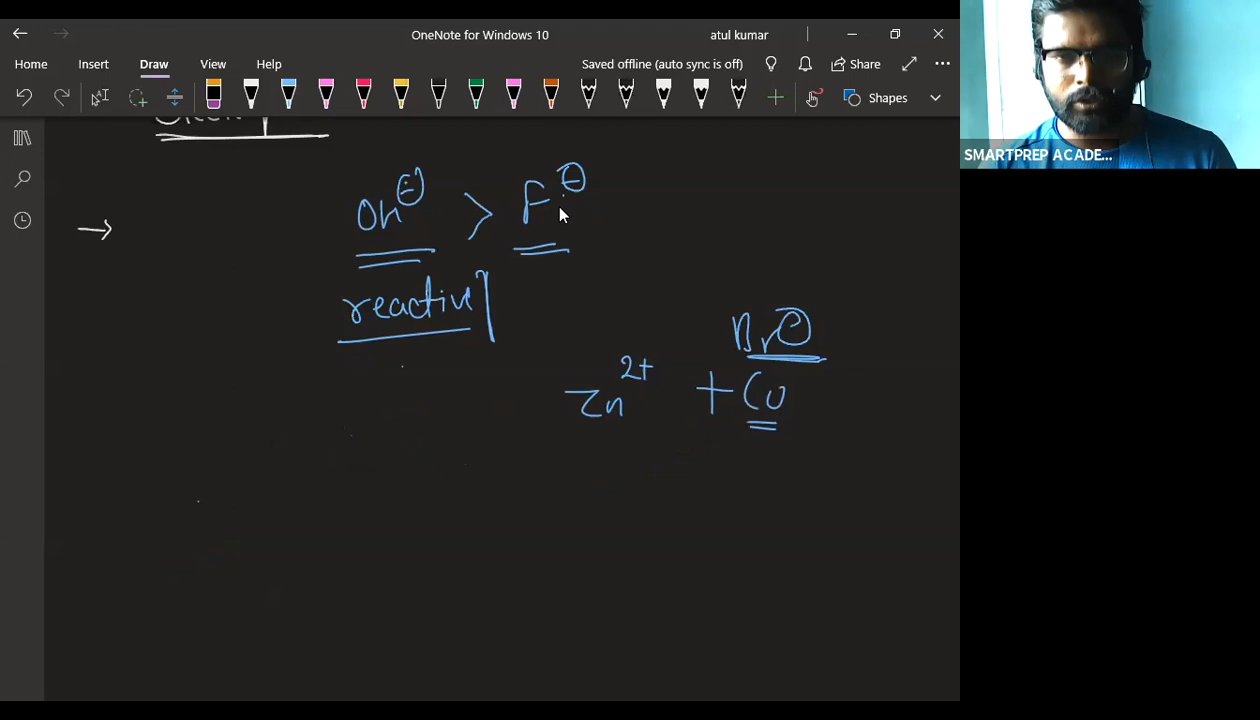 OneNote for Windows 10
atul kumar
Home Insert Draw View Help
Saved offline (auto sync is off)
Share
Shapes
SMARTPREP ACADE...
OH⊖ > F⊖
reactive
Br⊖
Zn2+ + Cu